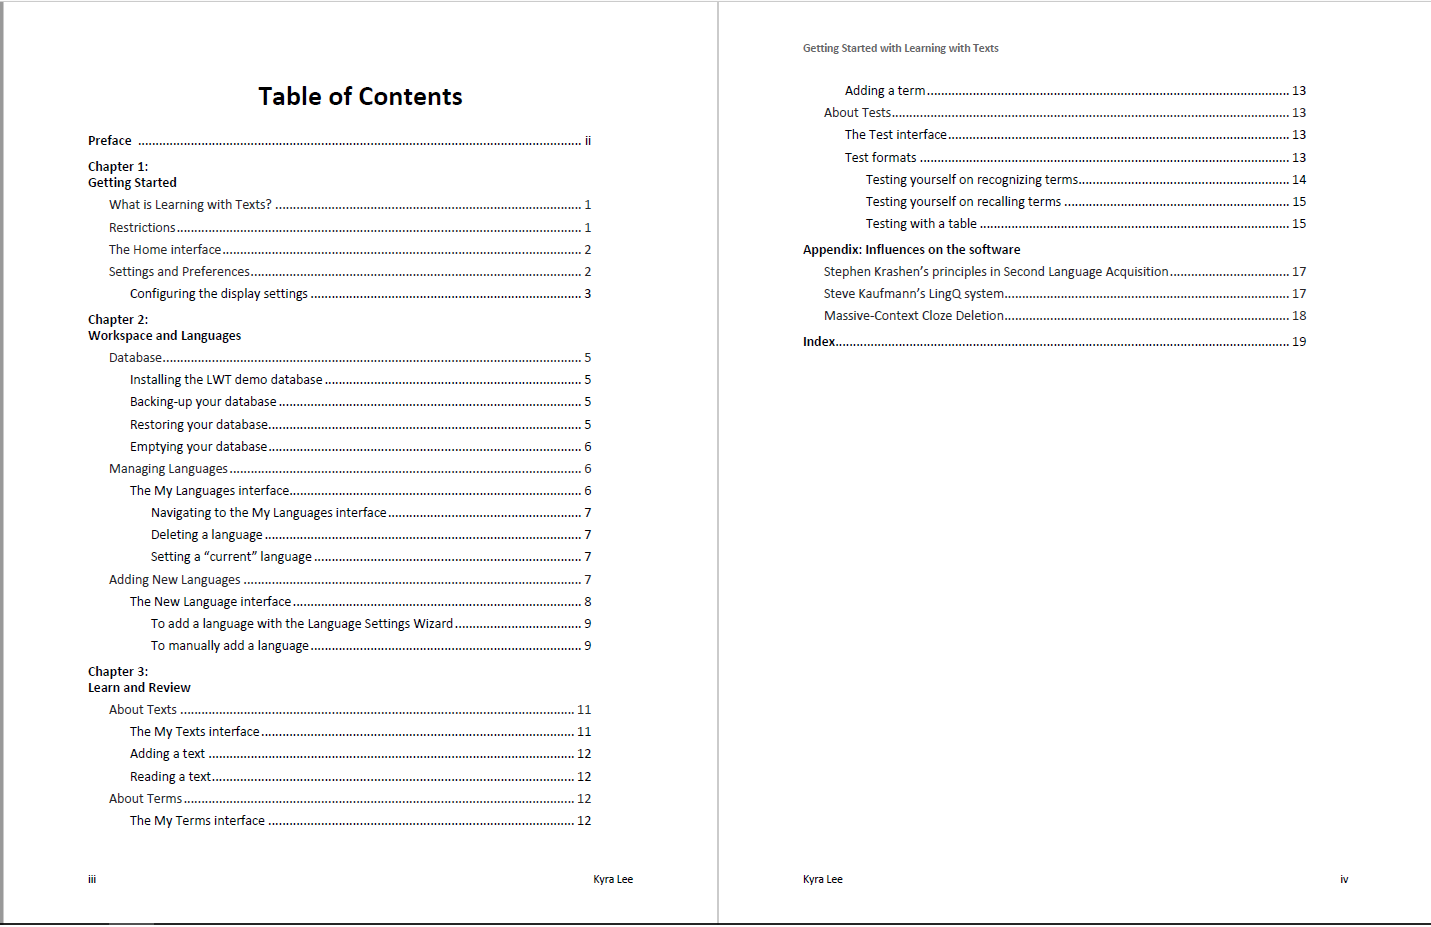 Table of Contents
Preface ........................................ ii
Chapter 1:
Getting Started
What is Learning with Texts? ........................................ 1
Restrictions........................................ 1
The Home interface........................................ 2
Settings and Preferences........................................ 2
Configuring the display settings ........................................ 3
Chapter 2:
Workspace and Languages
Database........................................ 5
Installing the LWT demo database ........................................ 5
Backing-up your database ........................................ 5
Restoring your database........................................ 5
Emptying your database........................................ 6
Managing Languages ........................................ 6
The My Languages interface........................................ 6
Navigating to the My Languages interface ........................................ 7
Deleting a language ........................................ 7
Setting a “current” language ........................................ 7
Adding New Languages ........................................ 7
The New Language interface ........................................ 8
To add a language with the Language Settings Wizard ........................................ 9
To manually add a language ........................................ 9
Chapter 3:
Learn and Review
About Texts ........................................ 11
The My Texts interface ........................................ 11
Adding a text ........................................ 12
Reading a text........................................ 12
About Terms ........................................ 12
The My Terms interface ........................................ 12
iii
Kyra Lee
Getting Started with Learning with Texts
Adding a term ........................................ 13
About Tests........................................ 13
The Test interface........................................ 13
Test formats ........................................ 13
Testing yourself on recognizing terms........................................ 14
Testing yourself on recalling terms ........................................ 15
Testing with a table ........................................ 15
Appendix: Influences on the software
Stephen Krashen’s principles in Second Language Acquisition ........................................ 17
Steve Kaufmann’s LingQ system........................................ 17
Massive-Context Cloze Deletion........................................ 18
Index........................................ 19
Kyra Lee
iv